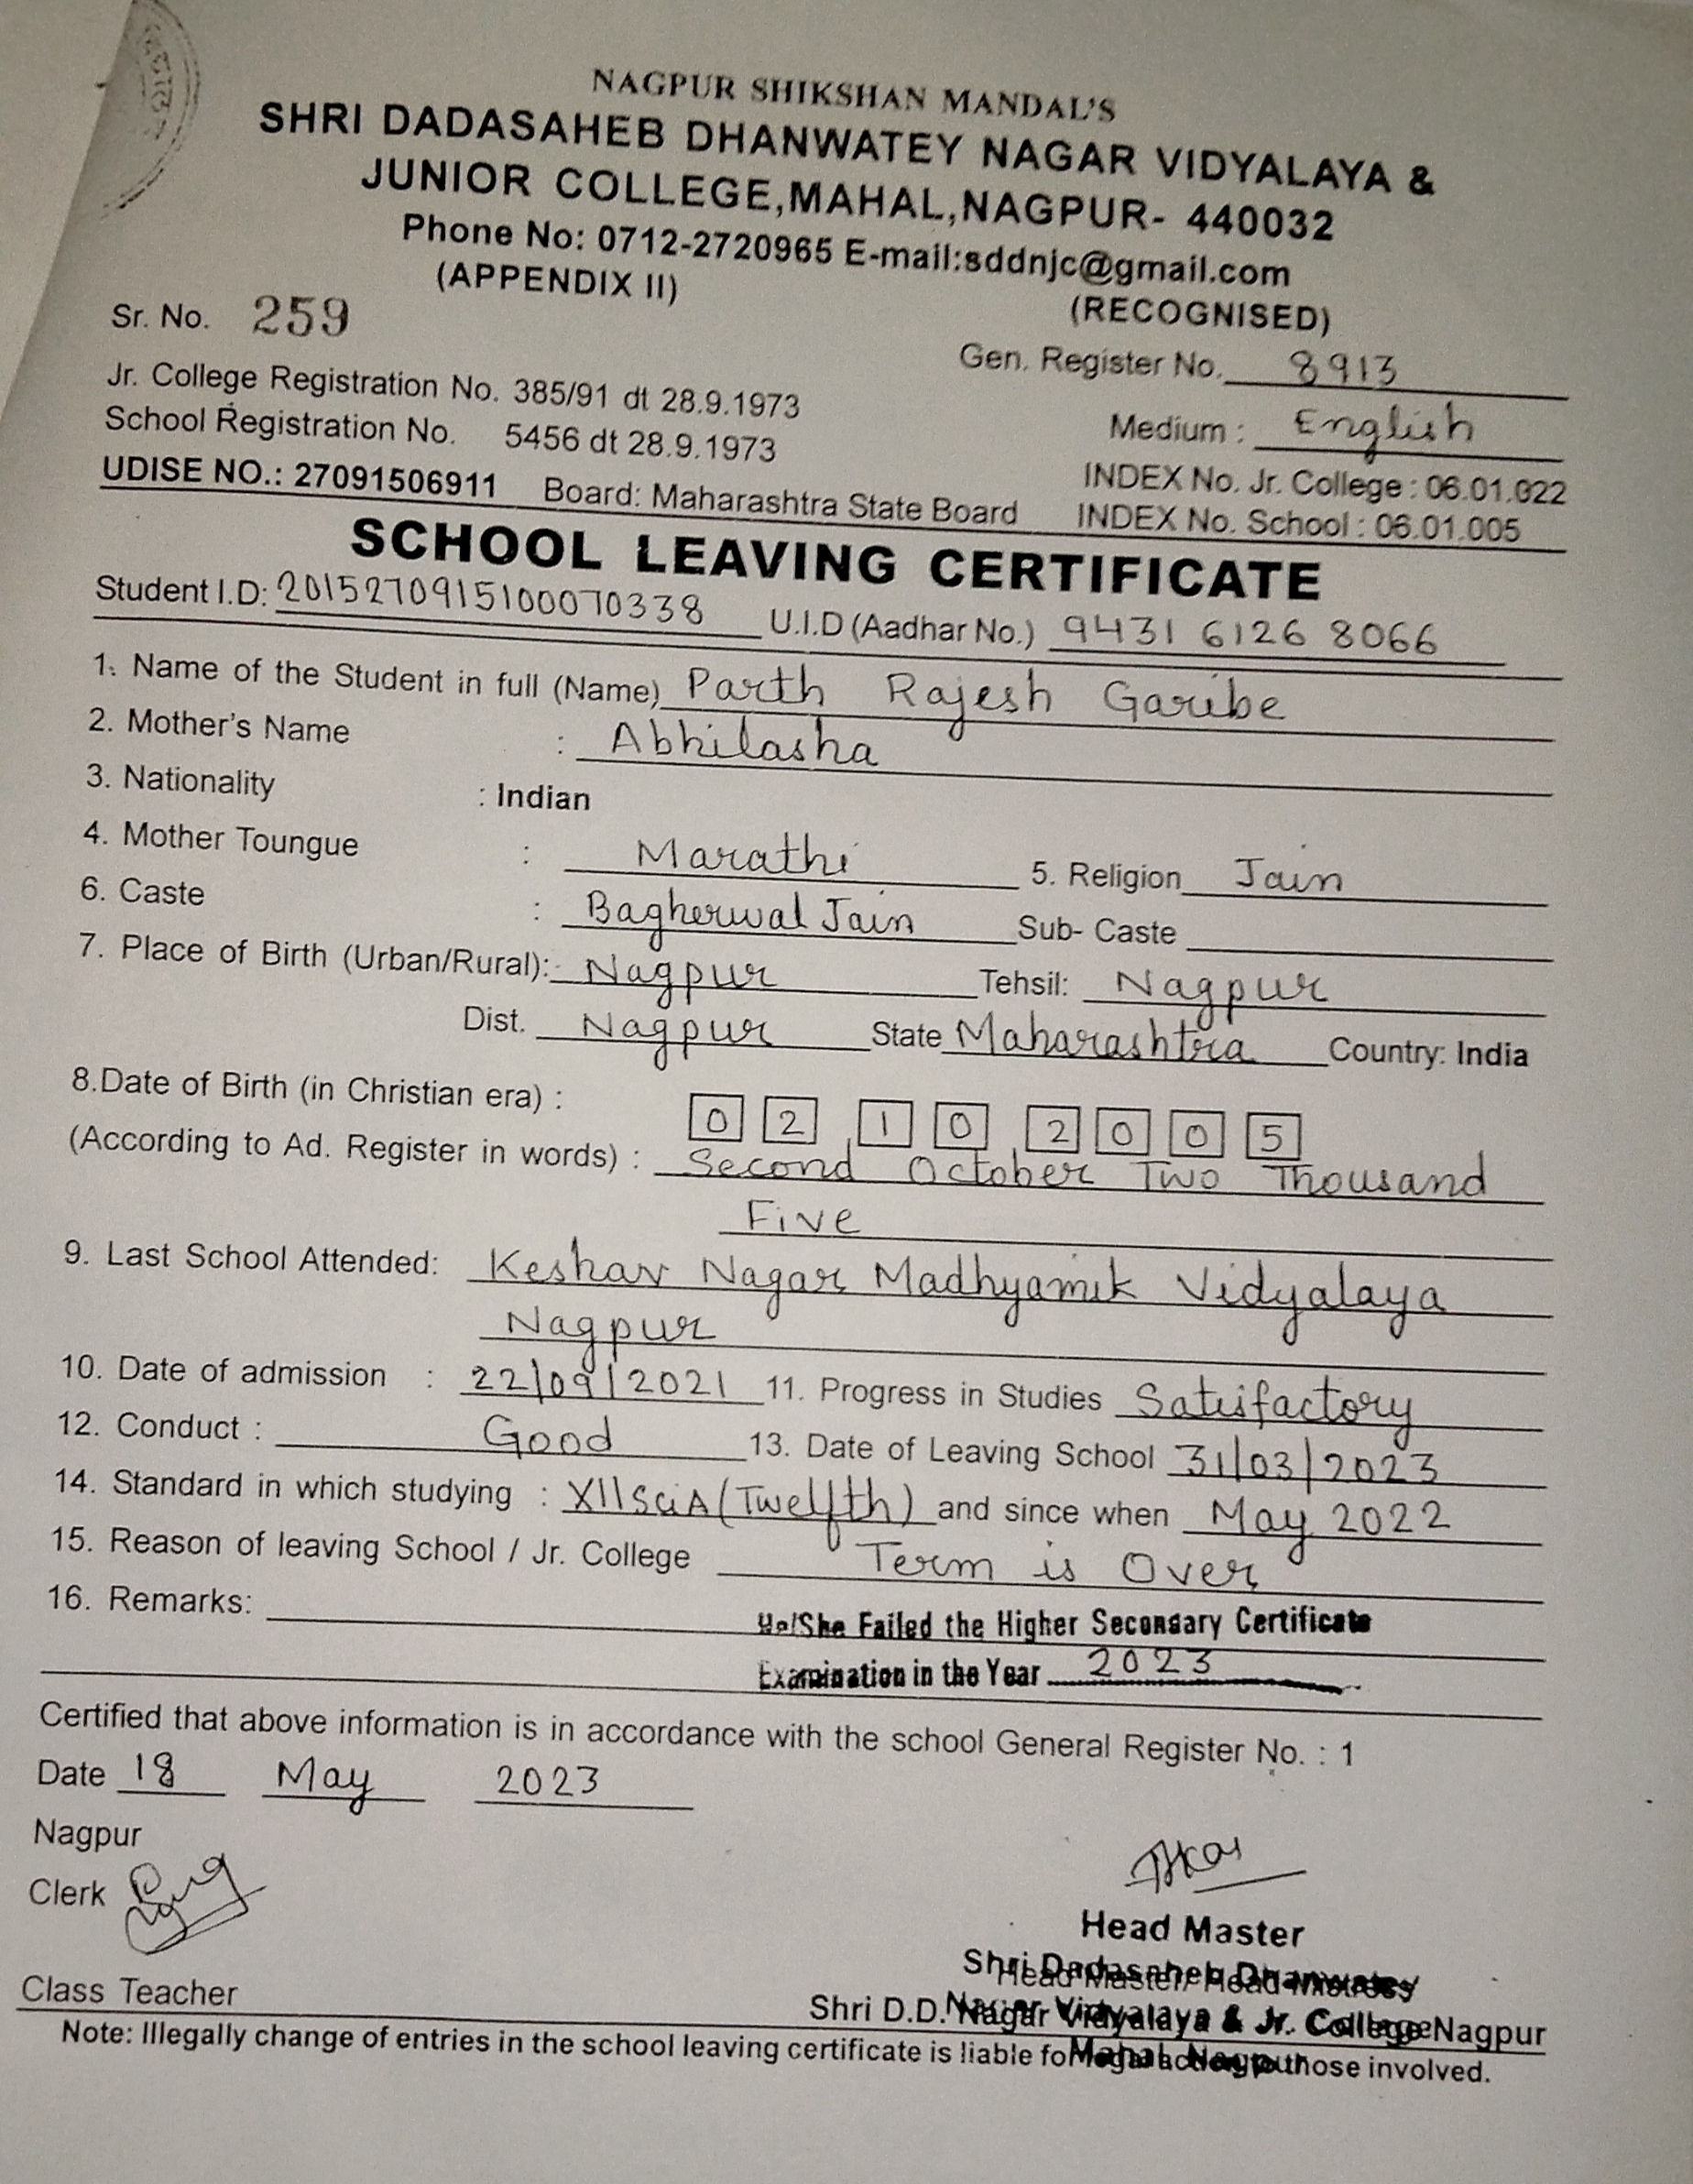 NAGPUR SHIKSHAN MANDAL'S
SHRI DADASAHEB DHANWATEY NAGAR VIDYALAYA &
JUNIOR COLLEGE,MAHAL,NAGPUR- 440032
Phone No: 0712-2720965 E-mail:sddnjc@gmail.com
(APPENDIX II) (RECOGNISED)
Sr. No. 259 Gen. Register No. 8913
Jr. College Registration No. 385/91 dt 28.9.1973
Medium : English
School Registration No. 5456 dt 28.9.1973
INDEX No. Jr. College : 06.01.022
UDISE NO.: 27091506911 Board: Maharashtra State Board INDEX No. School : 06.01.005
SCHOOL LEAVING CERTIFICATE
Student I.D: 2015270915100070338 U.I.D (Aadhar No.) 9431 6126 8066
1. Name of the Student in full (Name) Parth Rajesh Garibe
2. Mother's Name : Abhilasha
3. Nationality : Indian
4. Mother Toungue : Marathi 5. Religion Jain
6. Caste : Bagherwal Jain Sub- Caste
7. Place of Birth (Urban/Rural): Nagpur Tehsil: Nagpur
Dist. Nagpur State Maharashtra Country: India
8.Date of Birth (in Christian era) : 0 2 1 0 2 0 0 5
(According to Ad. Register in words) : Second October Two Thousand
Five
9. Last School Attended: Keshav Nagar Madhyamik Vidyalaya
Nagpur
10. Date of admission : 22/09/2021 11. Progress in Studies Satisfactory
12. Conduct : Good 13. Date of Leaving School 31/03/2023
14. Standard in which studying : XIISciA (Twelfth) and since when May 2022
15. Reason of leaving School / Jr. College Term is Over
16. Remarks: He/She Failed the Higher Secondary Certificate
Examination in the Year 2023
Certified that above information is in accordance with the school General Register No. : 1
Date 18 May 2023
Nagpur
Clerk
Head Master
Shri Dadasaheb Dhanwatey
Head Master/ Head Mistress
Class Teacher
Nagar Vidyalaya & Jr. College
Shri D.D. Nagar Vidyalaya & Jr. College Nagpur
Mahal, Nagpur
Note: Illegally change of entries in the school leaving certificate is liable for legal action to those involved.